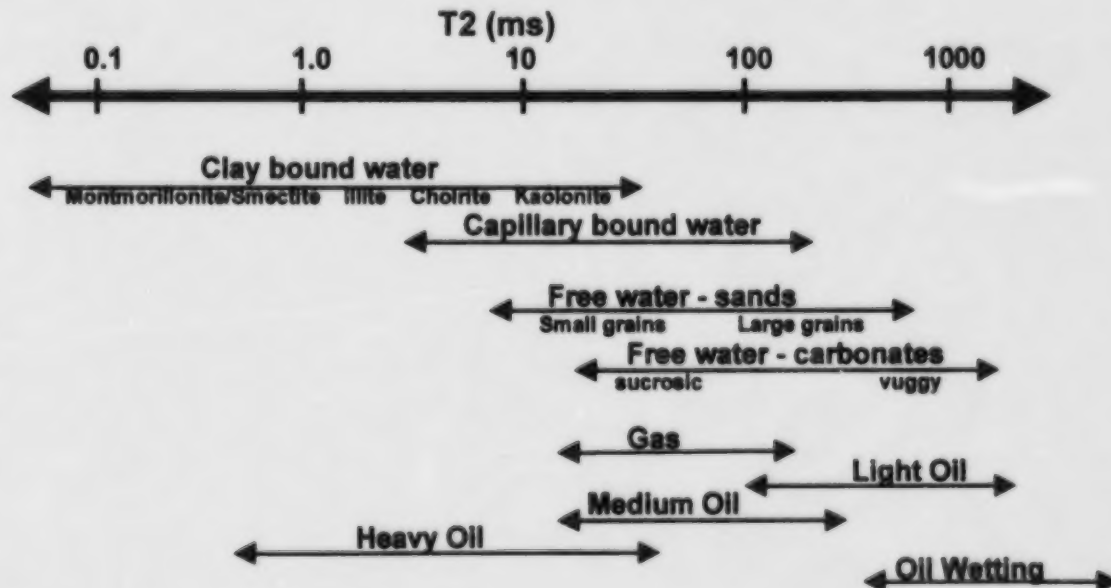 T2 (ms)
0.1 1.0 10 100 1000
Clay bound water
Montmorillonite/Smectite Illite Cholrite Kaolonite
Capillary bound water
Free water - sands
Small grains Large grains
Free water - carbonates
sucrosic vuggy
Gas
Light Oil
Medium Oil
Heavy Oil
Oil Wetting